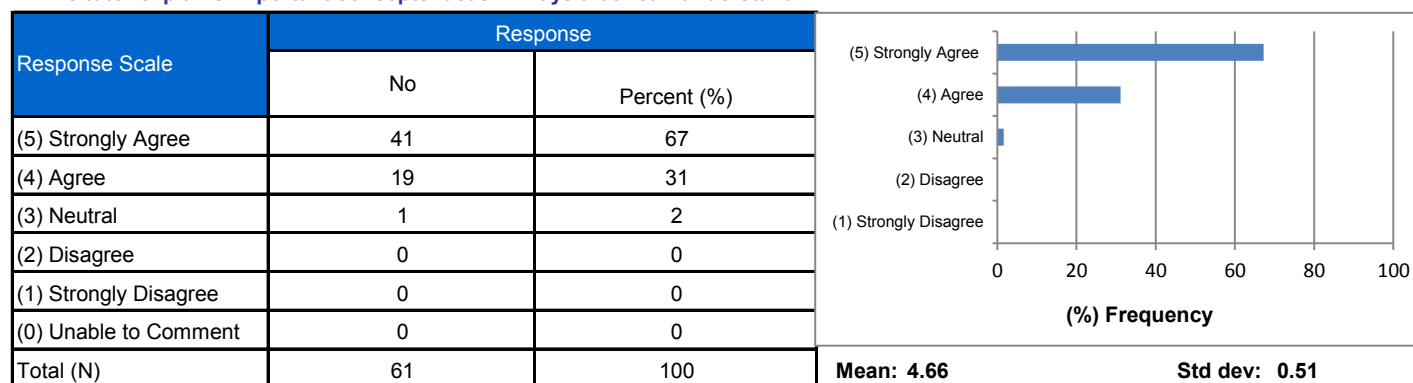 Response Scale
Response
No
Percent (%)
(5) Strongly Agree
41
67
(4) Agree
19
31
(3) Neutral
1
2
(2) Disagree
0
0
(1) Strongly Disagree
0
0
(0) Unable to Comment
0
0
Total (N)
61
100
(5) Strongly Agree
(4) Agree
(3) Neutral
(2) Disagree
(1) Strongly Disagree
0
20
40
60
80
100
(%) Frequency
Mean: 4.66
Std dev: 0.51